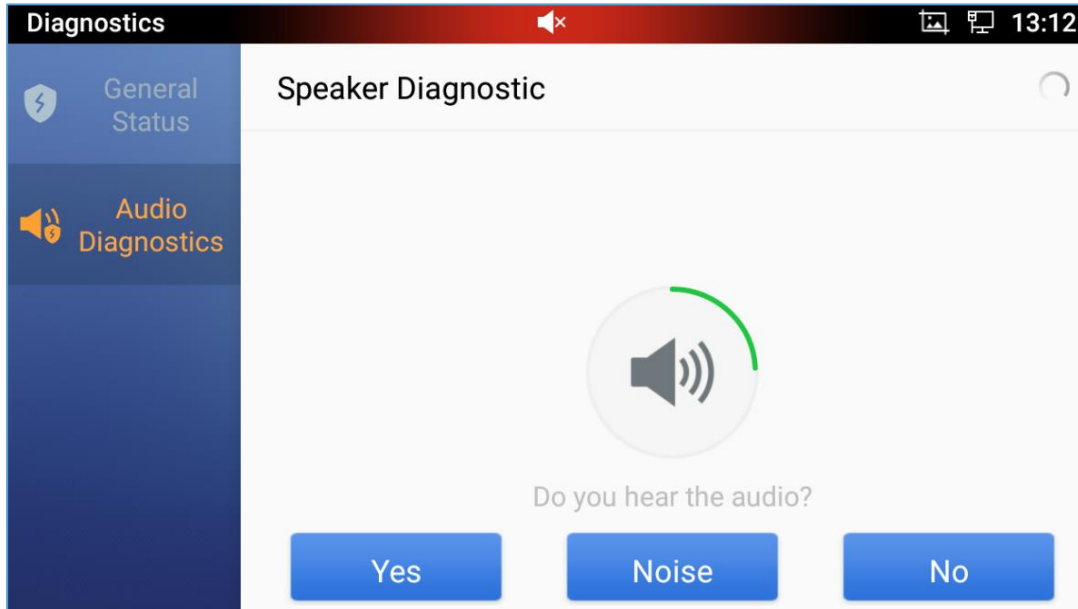 Diagnostics
13:12
General
Status
Audio
Diagnostics
Speaker Diagnostic
Do you hear the audio?
Yes
Noise
No